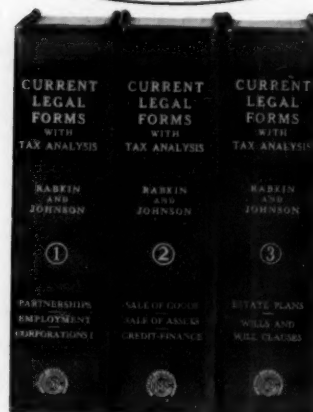 CURRENT
LEGAL
FORMS
WITH
TAX ANALYSIS
RABKIN
AND
JOHNSON
1
PARTNERSHIPS
EMPLOYMENT
CORPORATIONS I
CURRENT
LEGAL
FORMS
WITH
TAX ANALYSIS
RABKIN
AND
JOHNSON
2
SALE OF GOODS
SALE OF ASSETS
CREDIT-FINANCE
CURRENT
LEGAL
FORMS
WITH
TAX ANALYSIS
RABKIN
AND
JOHNSON
3
ESTATE PLANS
WILLS AND
WILL CLAUSES